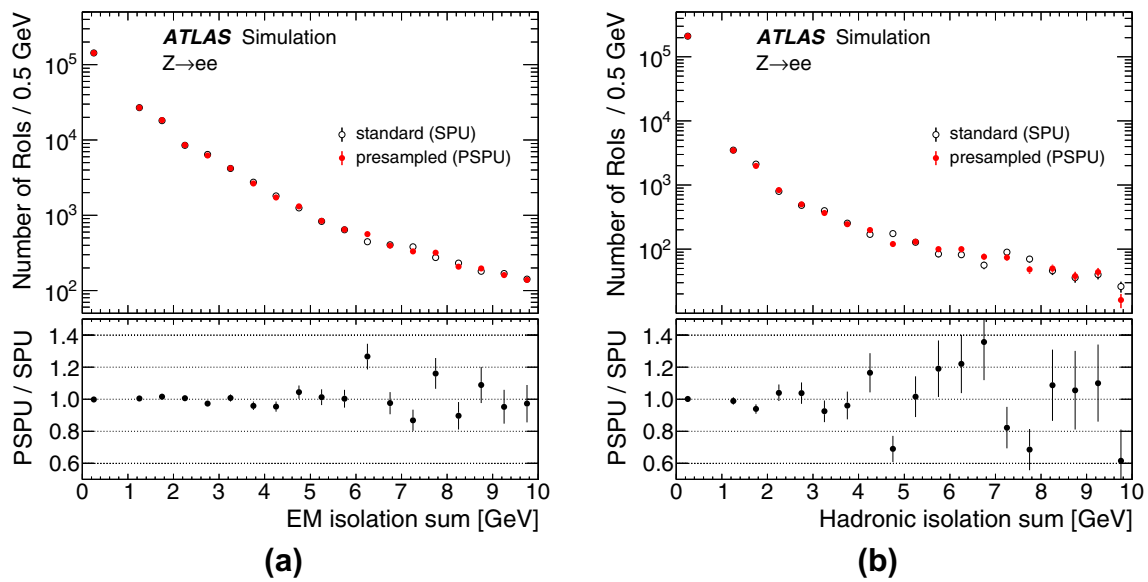 ATLAS Simulation
Z→ee
standard (SPU)
presampled (PSPU)
Number of RoIs / 0.5 GeV
10^5
10^4
10^3
10^2
PSPU / SPU
1.4
1.2
1.0
0.8
0.6
0 1 2 3 4 5 6 7 8 9 10
EM isolation sum [GeV]
(a)
ATLAS Simulation
Z→ee
standard (SPU)
presampled (PSPU)
Number of RoIs / 0.5 GeV
10^5
10^4
10^3
10^2
PSPU / SPU
1.4
1.2
1.0
0.8
0.6
0 1 2 3 4 5 6 7 8 9 10
Hadronic isolation sum [GeV]
(b)